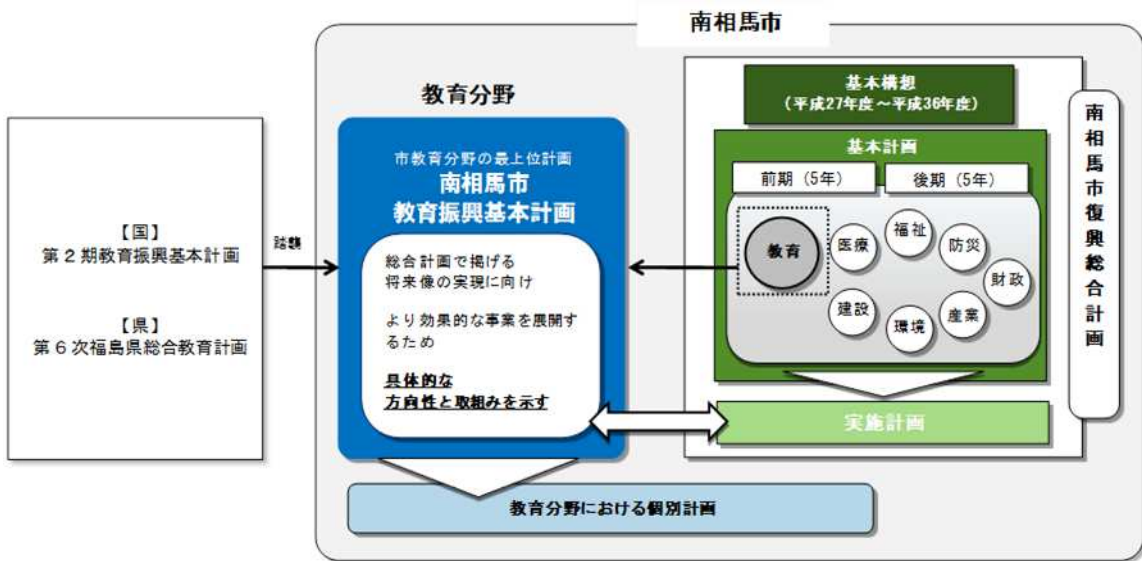 南相馬市
【国】
第2期教育振興基本計画
【県】
第6次福島県総合教育計画
踏襲
教育分野
市教育分野の最上位計画
南相馬市
教育振興基本計画
総合計画で掲げる
将来像の実現に向け
より効果的な事業を展開す
るため
具体的な
方向性と取組みを示す
教育分野における個別計画
基本構想
(平成27年度～平成36年度)
基本計画
前期(5年)
後期(5年)
教育
医療
福祉
防災
財政
建設
環境
産業
実施計画
南相馬市復興総合計画